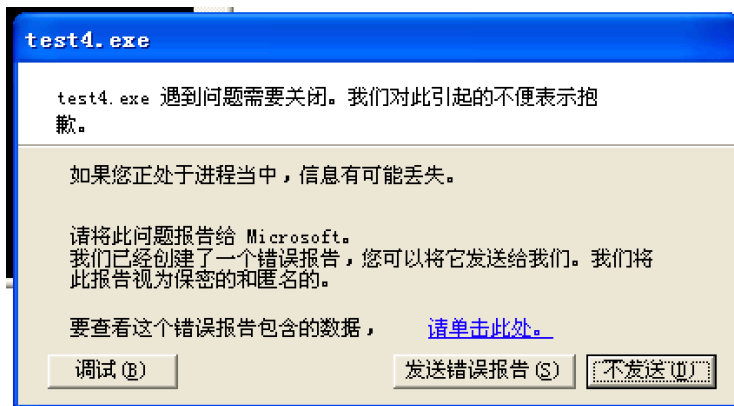 test4.exe
test4.exe 遇到问题需要关闭。我们对此引起的不便表示抱
歉。
如果您正处于进程当中，信息有可能丢失。
请将此问题报告给 Microsoft。
我们已经创建了一个错误报告，您可以将它发送给我们。我们将
此报告视为保密的和匿名的。
要查看这个错误报告包含的数据， 请单击此处。
调试(B) 发送错误报告(S) 不发送(D)